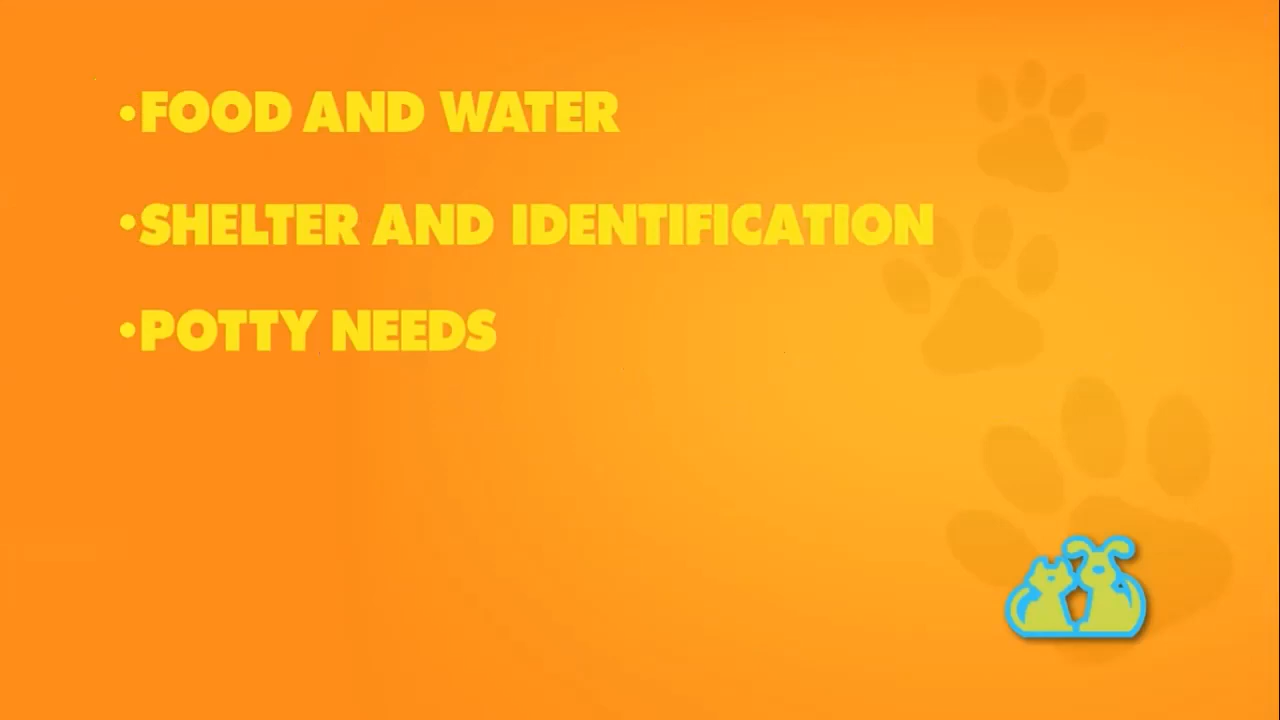 •FOOD AND WATER
•SHELTER AND IDENTIFICATION
•POTTY NEEDS